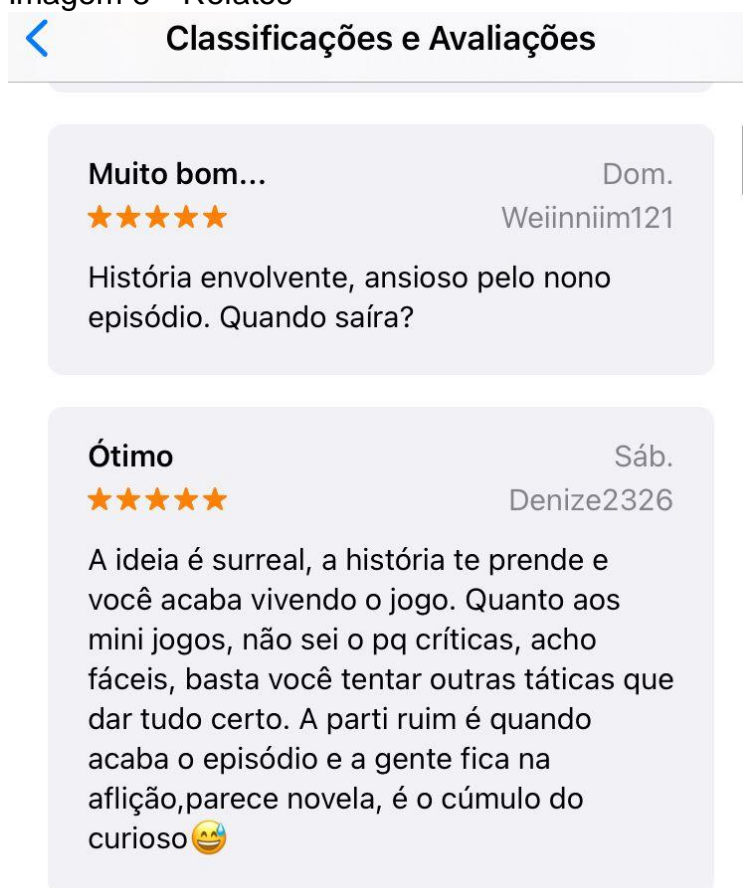 Classificações e Avaliações
Muito bom...
Dom.
Weiinniim121
História envolvente, ansioso pelo nono
episódio. Quando saíra?
Ótimo
Sáb.
Denize2326
A ideia é surreal, a história te prende e
você acaba vivendo o jogo. Quanto aos
mini jogos, não sei o pq críticas, acho
fáceis, basta você tentar outras táticas que
dar tudo certo. A parti ruim é quando
acaba o episódio e a gente fica na
aflição,parece novela, é o cúmulo do
curioso😅